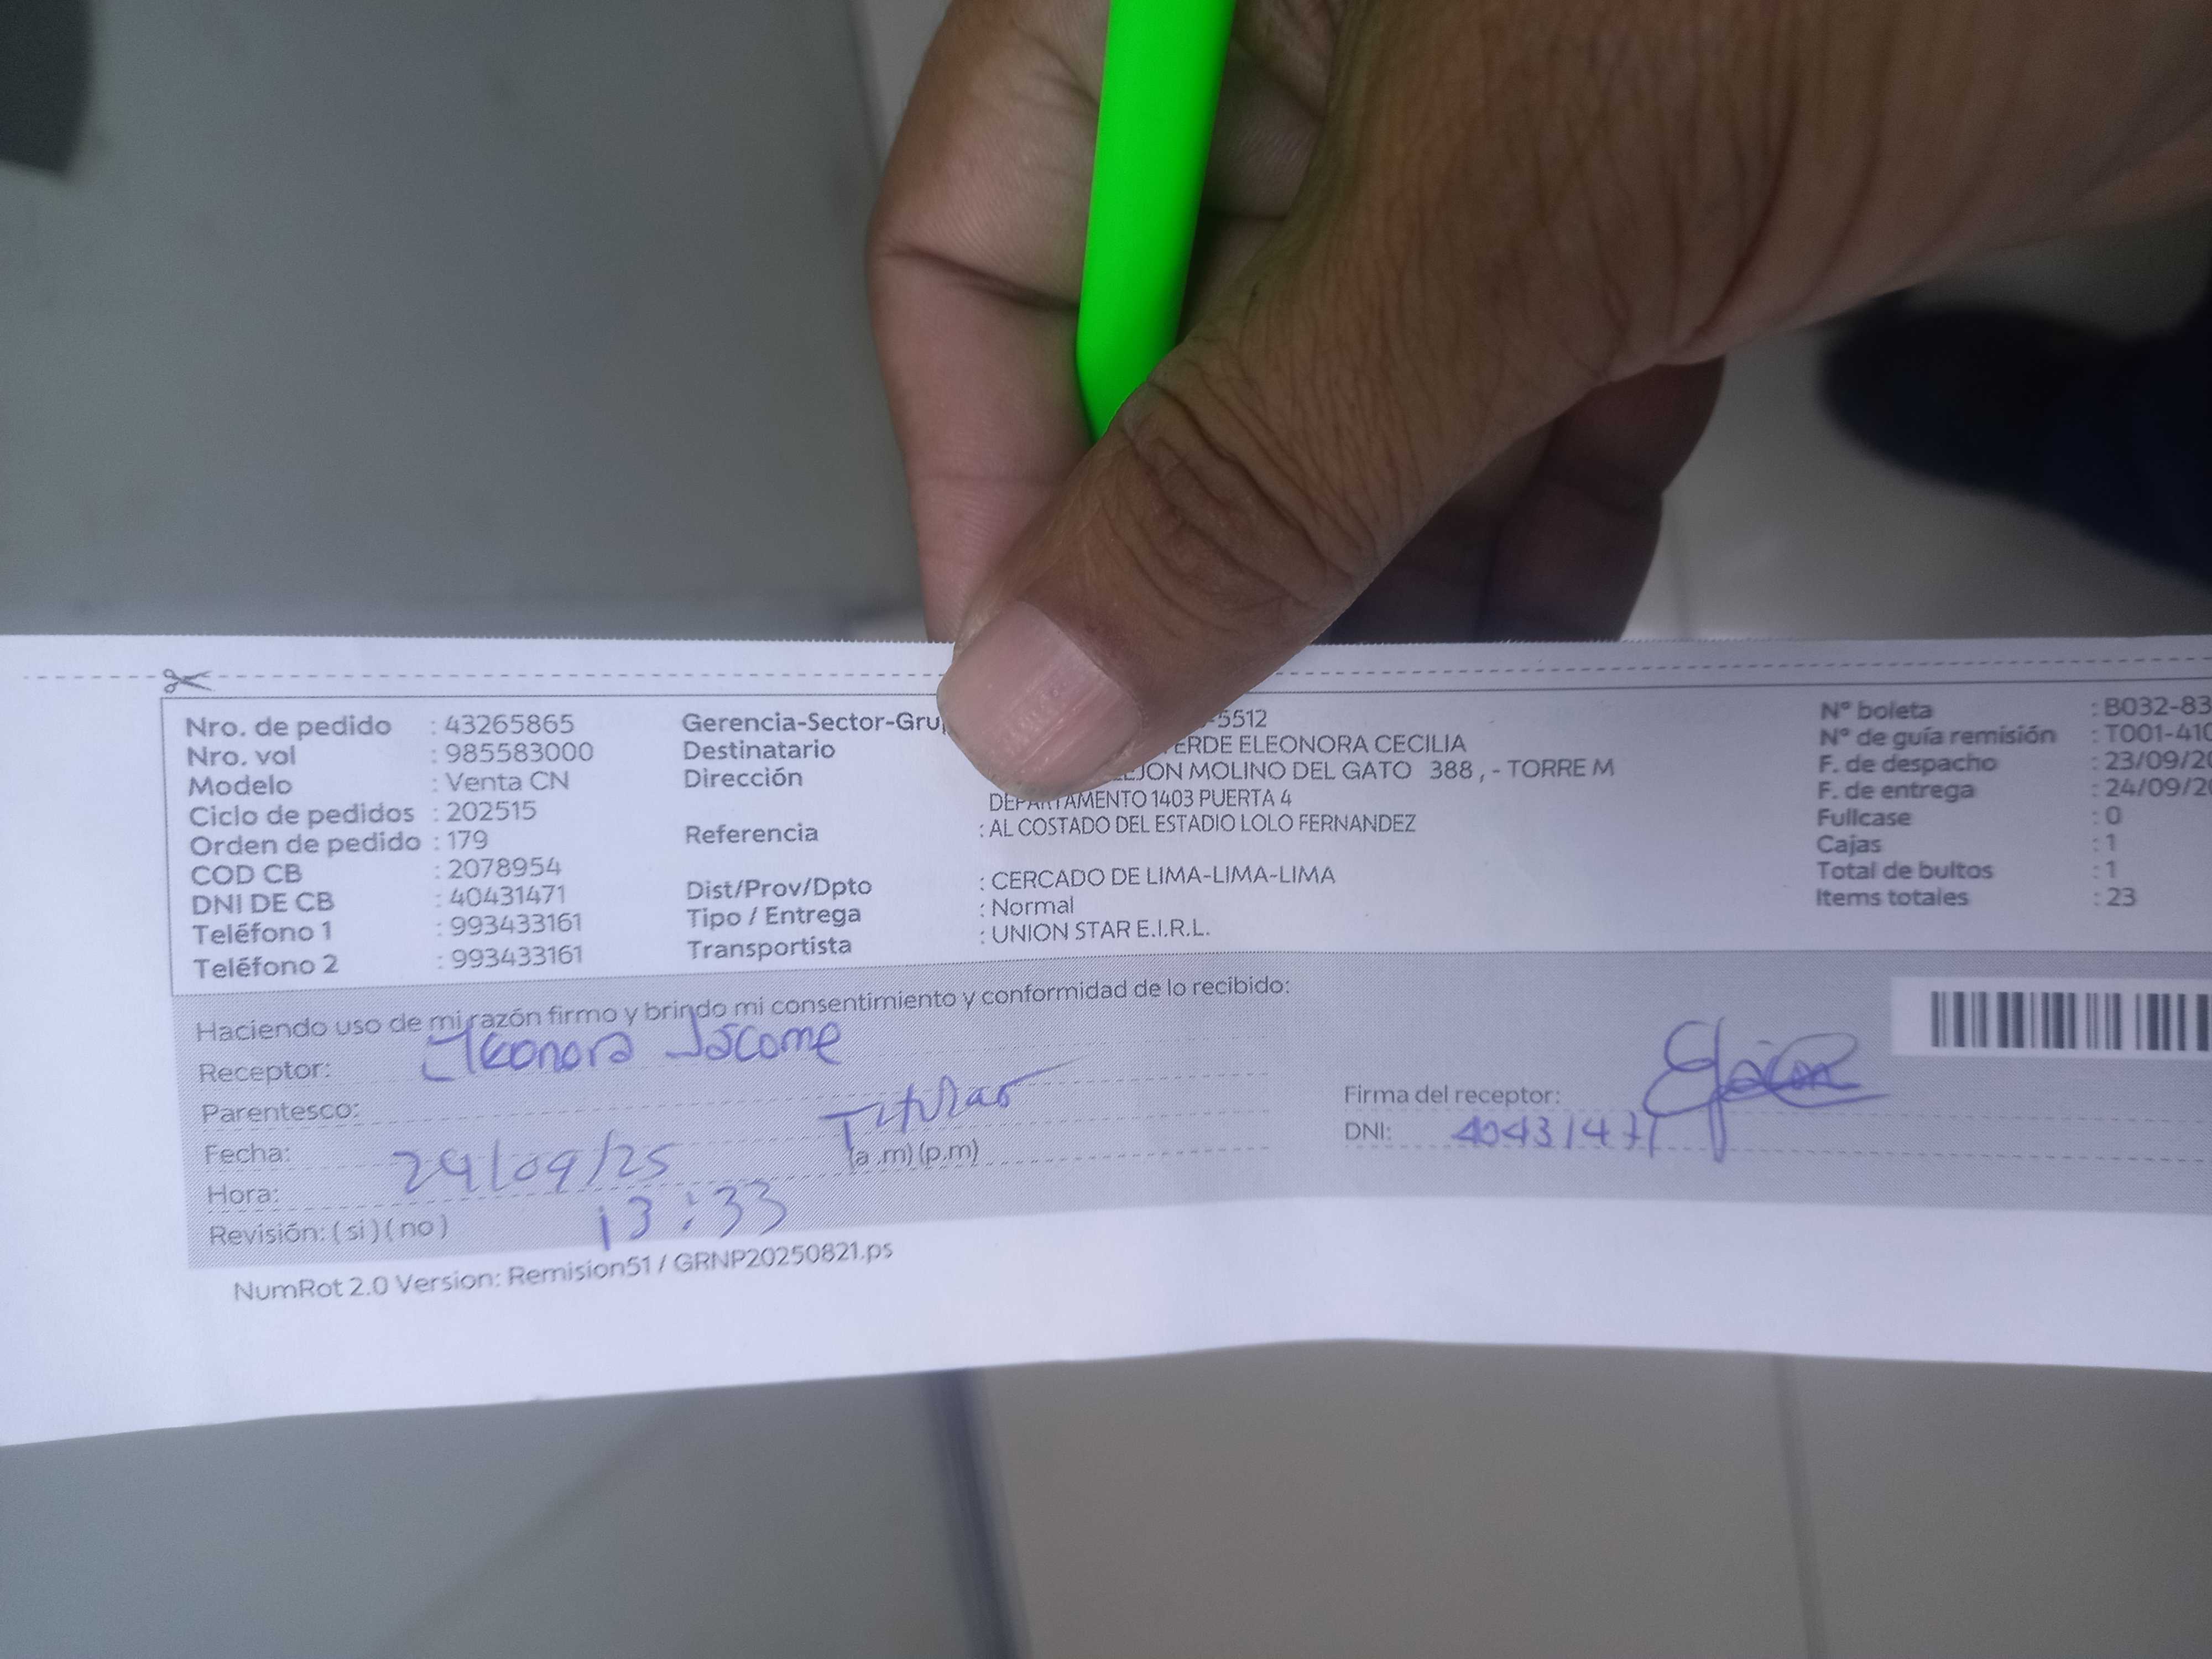 Nro. de pedido : 43265865
Nro. vol : 985583000
Modelo : Venta CN
Ciclo de pedidos : 202515
Orden de pedido : 179
COD CB : 2078954
DNI DE CB : 40431471
Teléfono 1 : 993433161
Teléfono 2 : 993433161
Gerencia-Sector-Gru -5512
Destinatario ERDE ELEONORA CECILIA
Dirección JON MOLINO DEL GATO 388 , - TORRE M
DEPARTAMENTO 1403 PUERTA 4
Referencia : AL COSTADO DEL ESTADIO LOLO FERNANDEZ
Dist/Prov/Dpto : CERCADO DE LIMA-LIMA-LIMA
Tipo / Entrega : Normal
Transportista : UNION STAR E.I.R.L.
Nº boleta : B032-83
Nº de guía remisión : T001-410
F. de despacho : 23/09/20
F. de entrega : 24/09/20
Fullcase : 0
Cajas : 1
Total de bultos : 1
Items totales : 23
Haciendo uso de mi razón firmo y brindo mi consentimiento y conformidad de lo recibido:
Receptor: Eleonora Jacome
Parentesco: Titular
Fecha: 24/09/25 (a .m) (p.m)
Hora: 13:33
Revisión: ( si ) ( no )
Firma del receptor:
DNI: 40431471
NumRot 2.0 Version: Remision51 / GRNP20250821.ps